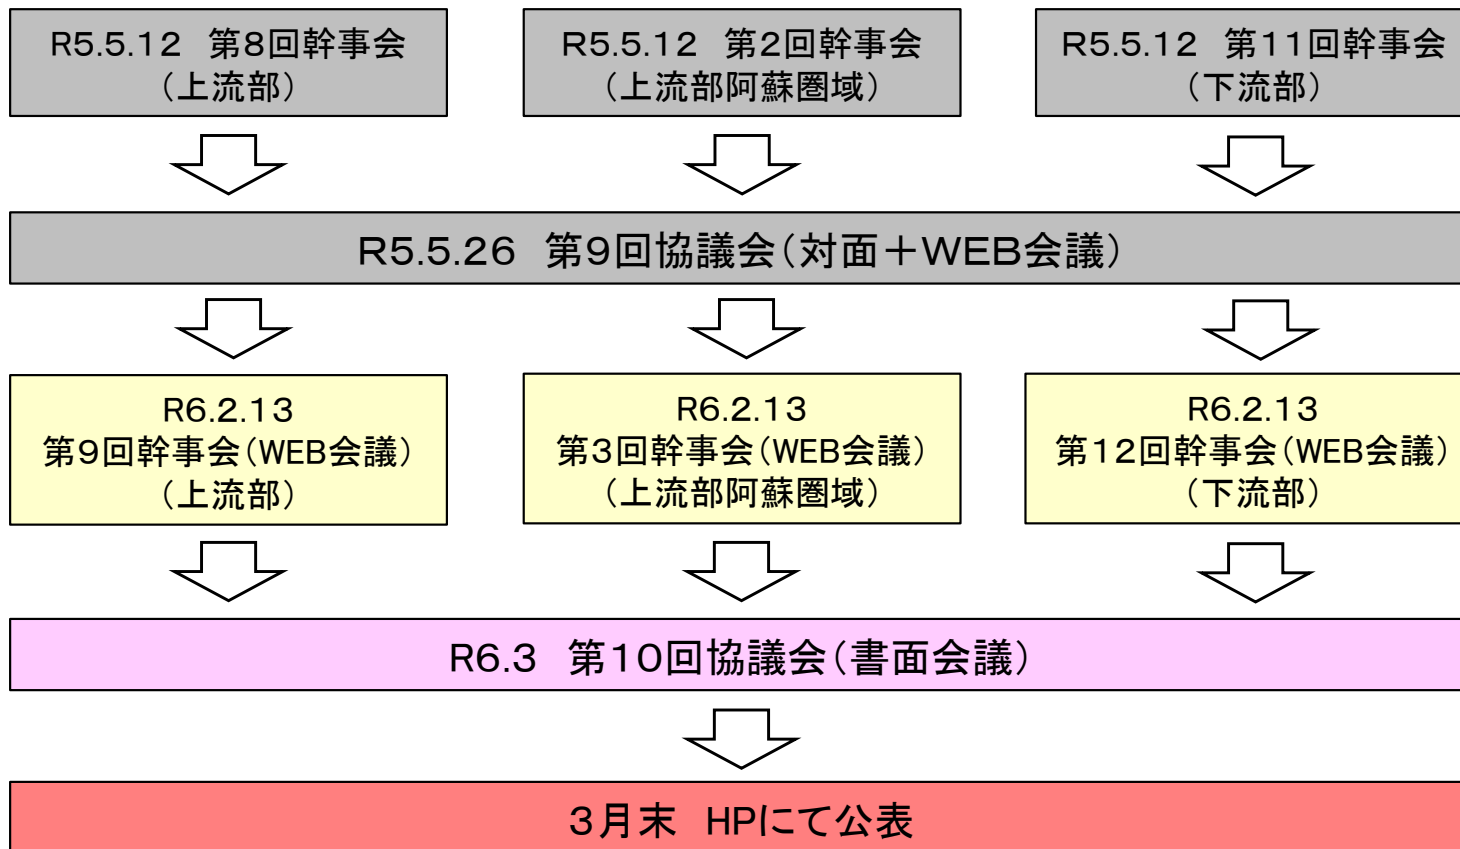 R5.5.12　第8回幹事会
（上流部）
R5.5.12　第2回幹事会
（上流部阿蘇圏域）
R5.5.12　第11回幹事会
（下流部）
R5.5.26　第9回協議会（対面＋WEB会議）
R6.2.13
第9回幹事会（WEB会議）
（上流部）
R6.2.13
第3回幹事会（WEB会議）
（上流部阿蘇圏域）
R6.2.13
第12回幹事会（WEB会議）
（下流部）
R6.3　第10回協議会（書面会議）
3月末　HPにて公表